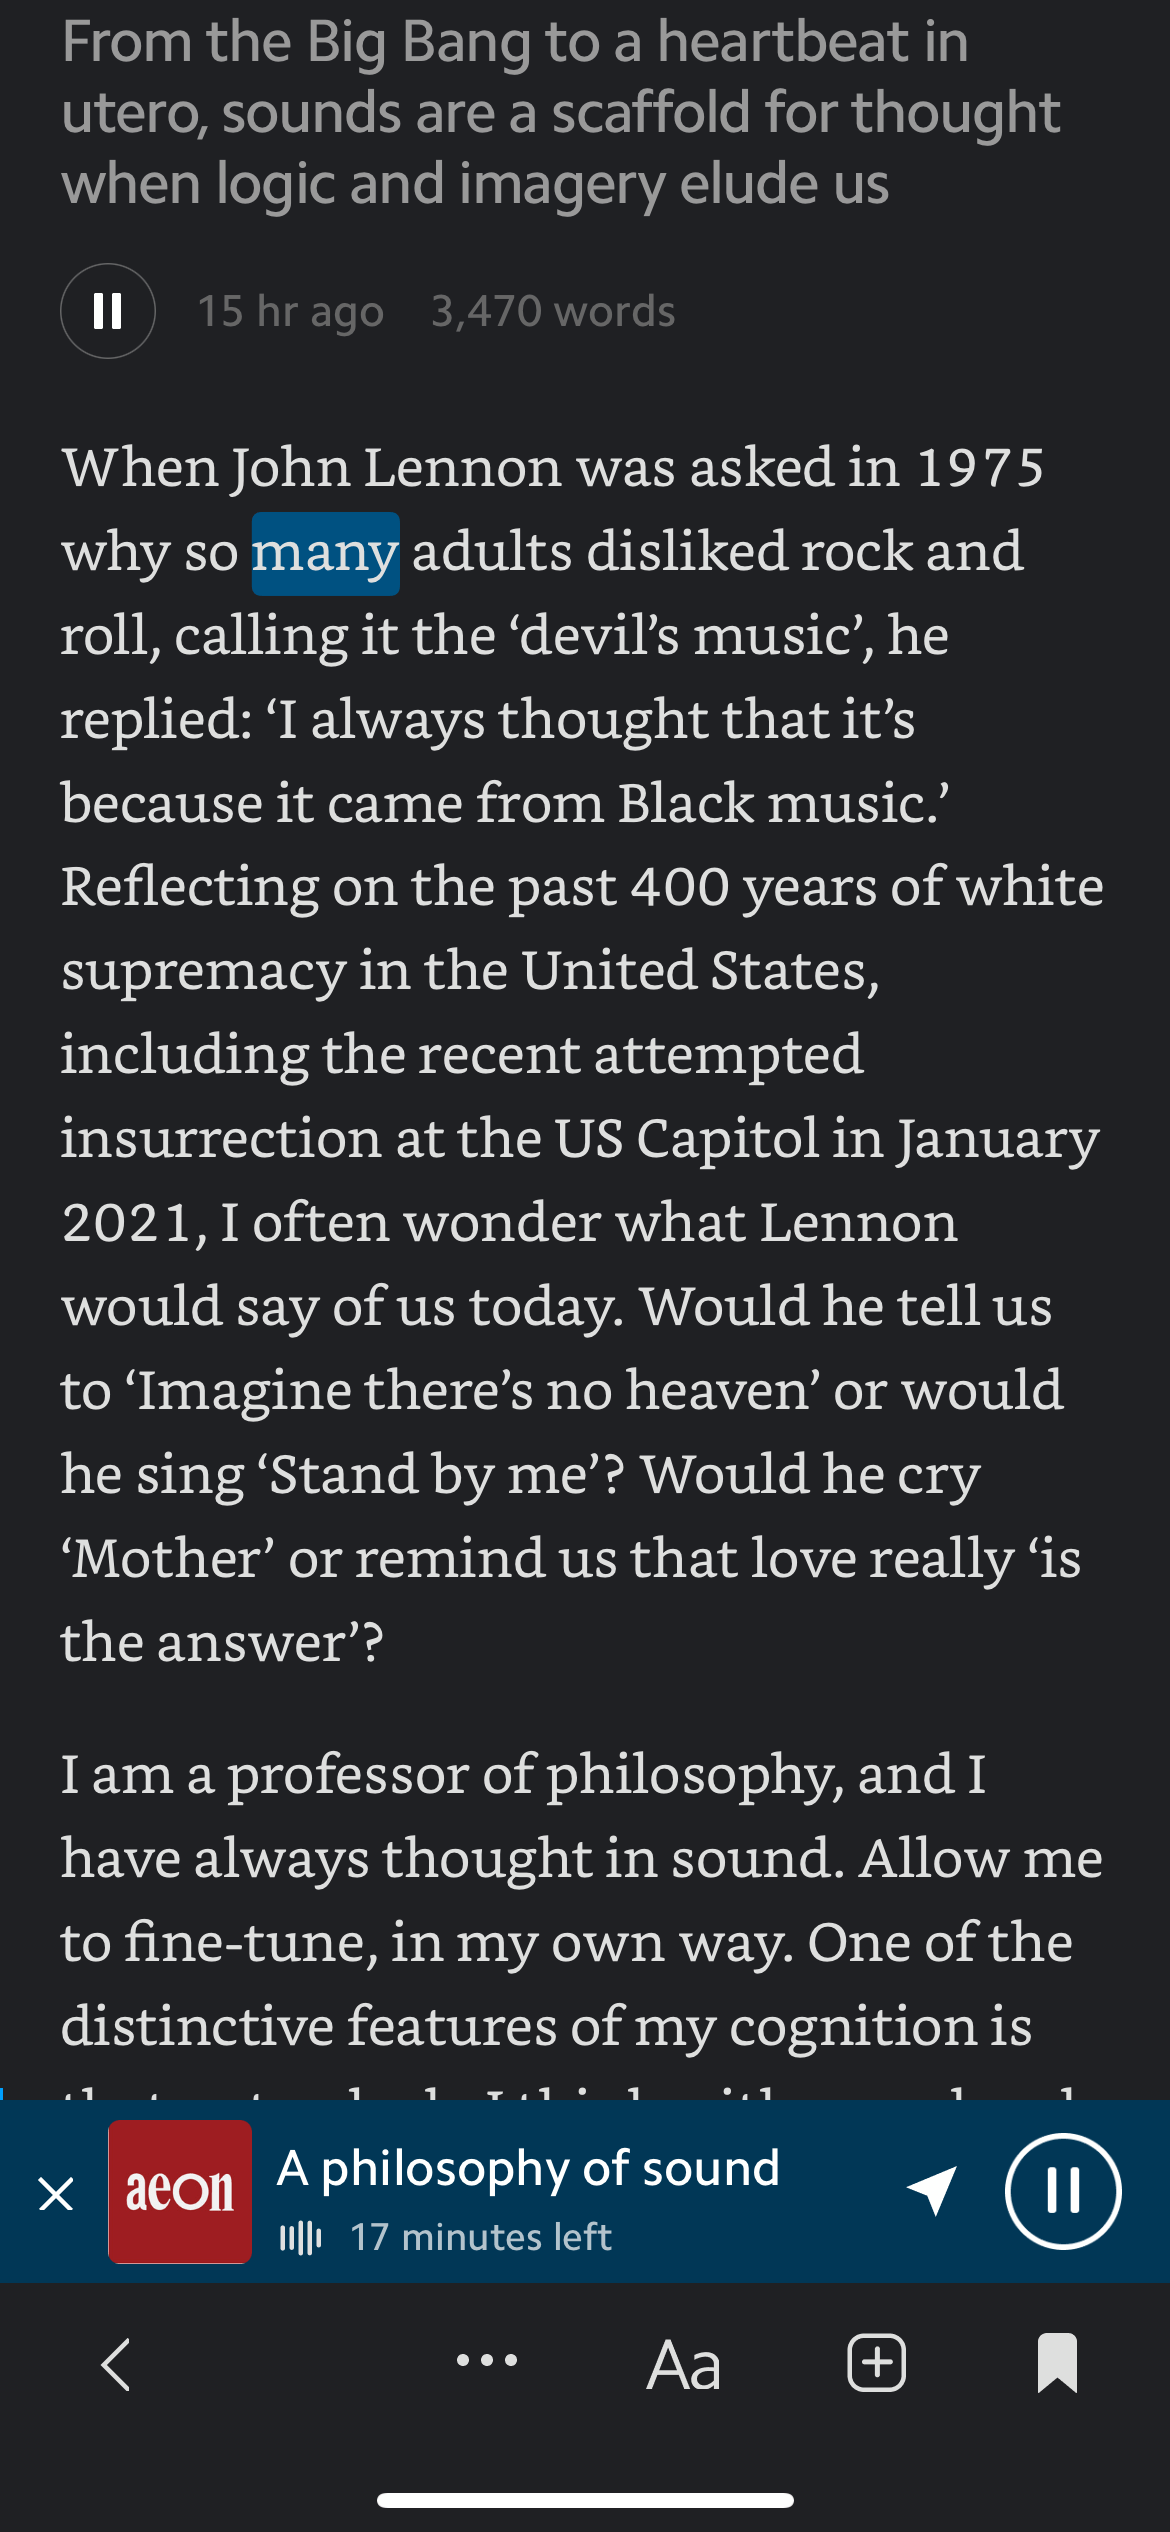 From the Big Bang to a heartbeat in
utero, sounds are a scaffold for thought
when logic and imagery elude us
15 hr ago 3,470 words
When John Lennon was asked in 1975
why so many adults disliked rock and
roll, calling it the ‘devil’s music’, he
replied: ‘I always thought that it’s
because it came from Black music.’
Reflecting on the past 400 years of white
supremacy in the United States,
including the recent attempted
insurrection at the US Capitol in January
2021, I often wonder what Lennon
would say of us today. Would he tell us
to ‘Imagine there’s no heaven’ or would
he sing ‘Stand by me’? Would he cry
‘Mother’ or remind us that love really ‘is
the answer’?
I am a professor of philosophy, and I
have always thought in sound. Allow me
to fine-tune, in my own way. One of the
distinctive features of my cognition is
aeon
A philosophy of sound
17 minutes left
Aa